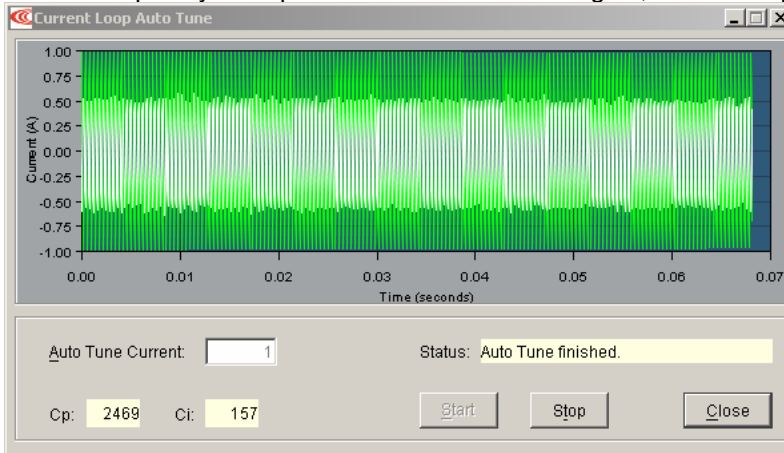 Current Loop Auto Tune
1.00
0.75
0.50
0.25
0.00
-0.25
-0.50
-0.75
-1.00
Current (A)
0.00 0.01 0.02 0.03 0.04 0.05 0.06 0.07
Time (seconds)
Auto Tune Current: 1 Status: Auto Tune finished.
Cp: 2469 Ci: 157 Start Stop Close